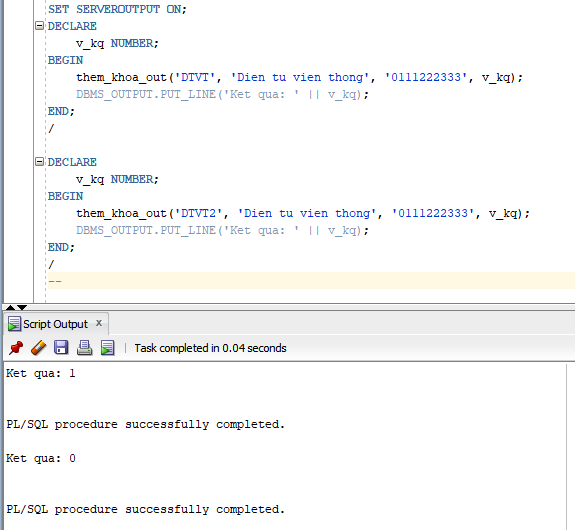 SET SERVEROUTPUT ON;
DECLARE
    v_kq NUMBER;
BEGIN
    them_khoa_out('DTVT', 'Dien tu vien thong', '0111222333', v_kq);
    DBMS_OUTPUT.PUT_LINE('Ket qua: ' || v_kq);
END;
/
DECLARE
    v_kq NUMBER;
BEGIN
    them_khoa_out('DTVT2', 'Dien tu vien thong', '0111222333', v_kq);
    DBMS_OUTPUT.PUT_LINE('Ket qua: ' || v_kq);
END;
/
--
Script Output x
Task completed in 0.04 seconds
Ket qua: 1
PL/SQL procedure successfully completed.
Ket qua: 0
PL/SQL procedure successfully completed.